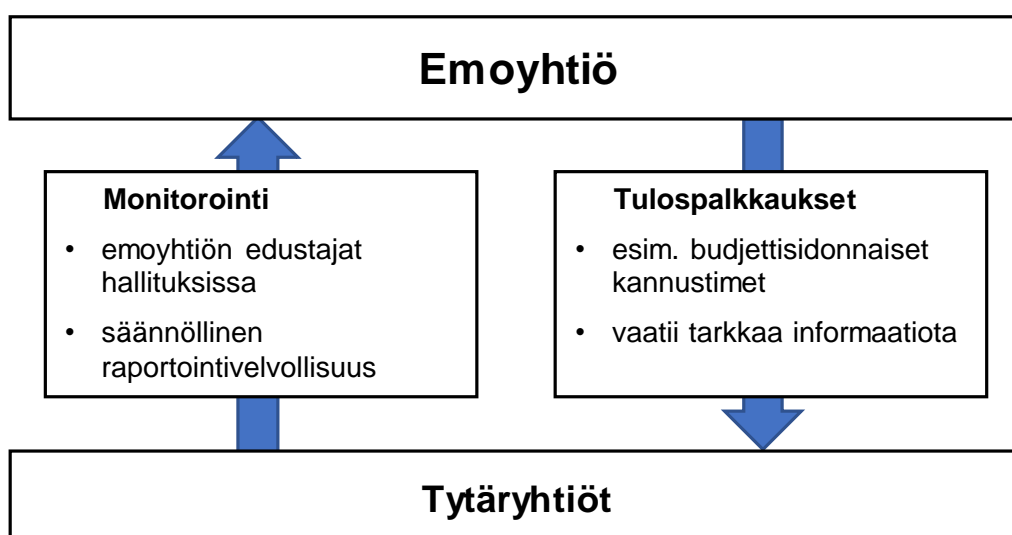 Emoyhtiö
Monitorointi
• emoyhtiön edustajat
hallituksissa
• säännöllinen
raportointivelvollisuus
Tulospalkkaukset
• esim. budjettisidonnaiset
kannustimet
• vaatii tarkkaa informaatiota
Tytäryhtiöt